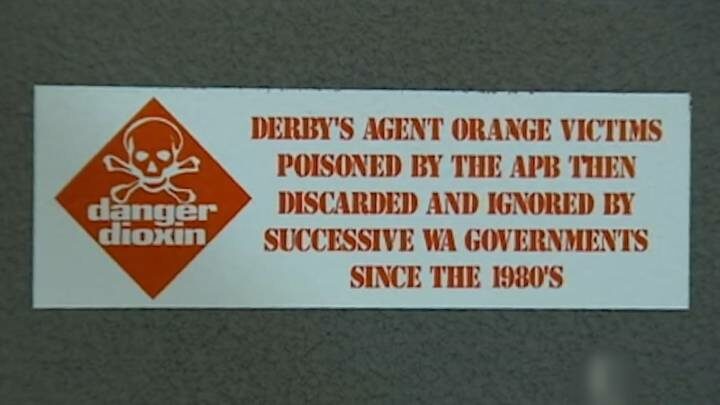 danger
dioxin
DERBY'S AGENT ORANGE VICTIMS
POISONED BY THE APB THEN
DISCARDED AND IGNORED BY
SUCCESSIVE WA GOVERNMENTS
SINCE THE 1980'S